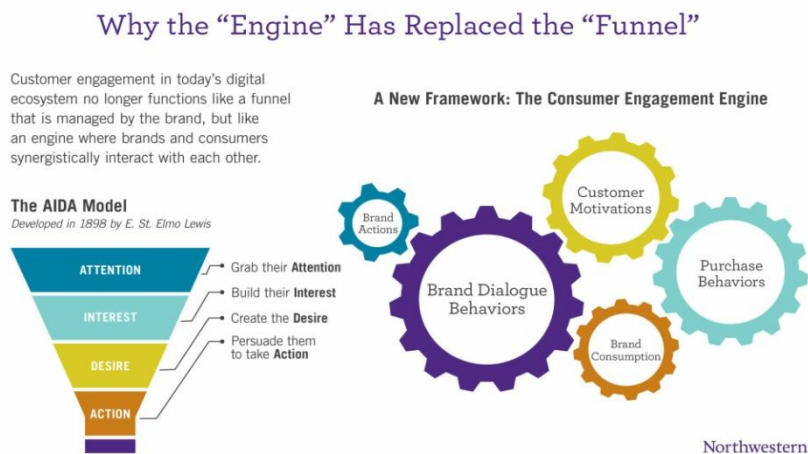 Why the “Engine” Has Replaced the “Funnel”
Customer engagement in today's digital
ecosystem no longer functions like a funnel
that is managed by the brand, but like
an engine where brands and consumers
synergistically interact with each other.
The AIDA Model
Developed in 1898 by E. St. Elmo Lewis
ATTENTION
Grab their Attention
INTEREST
Build their Interest
DESIRE
Create the Desire
ACTION
Persuade them
to take Action
A New Framework: The Consumer Engagement Engine
Brand
Actions
Brand Dialogue
Behaviors
Customer
Motivations
Purchase
Behaviors
Brand
Consumption
Northwestern